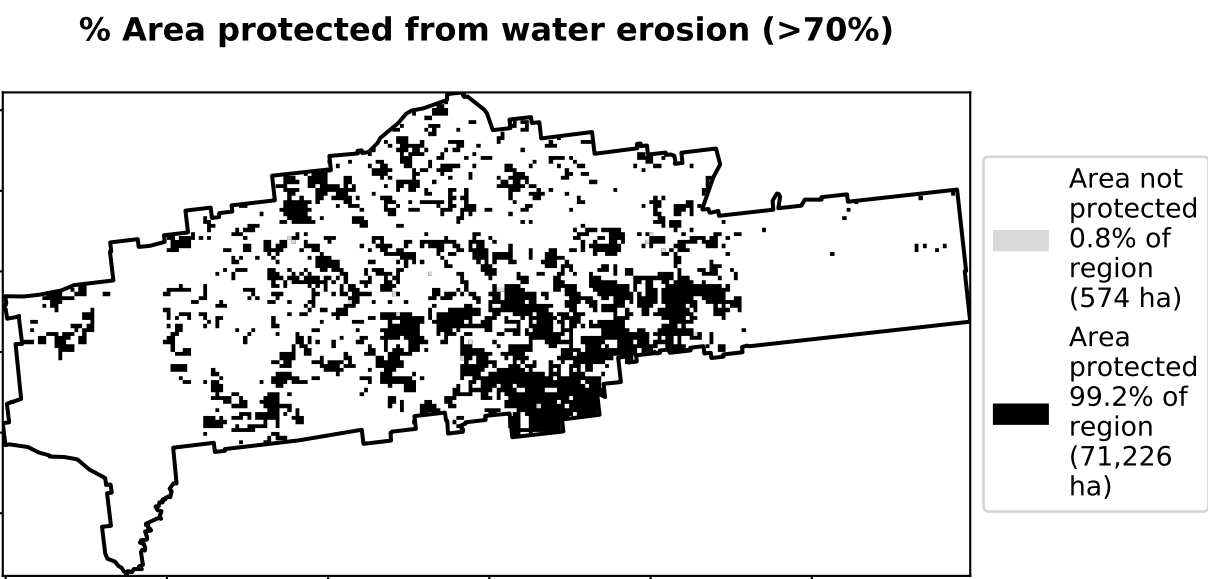 % Area protected from water erosion (>70%)
Area not
protected
0.8% of
region
(574 ha)
Area
protected
99.2% of
region
(71,226
ha)